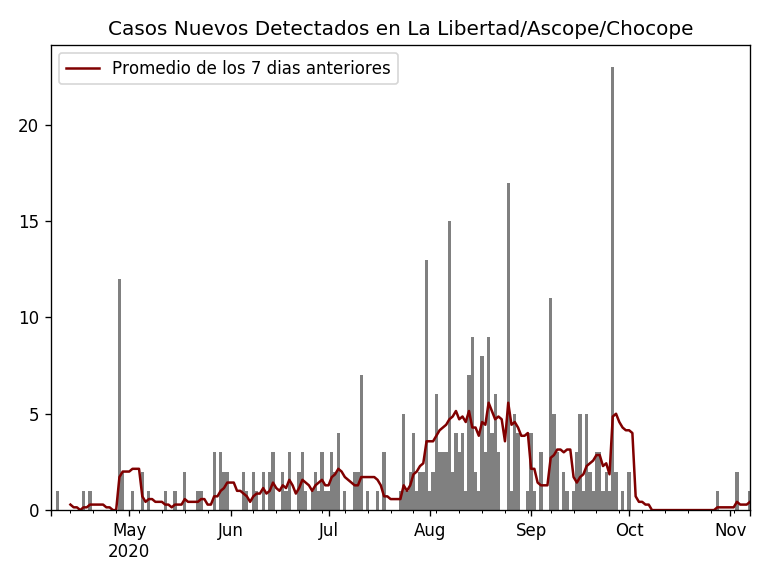 Casos Nuevos Detectados en La Libertad/Ascope/Chocope
Promedio de los 7 dias anteriores
20
15
10
5
0
May Jun Jul Aug Sep Oct Nov
2020